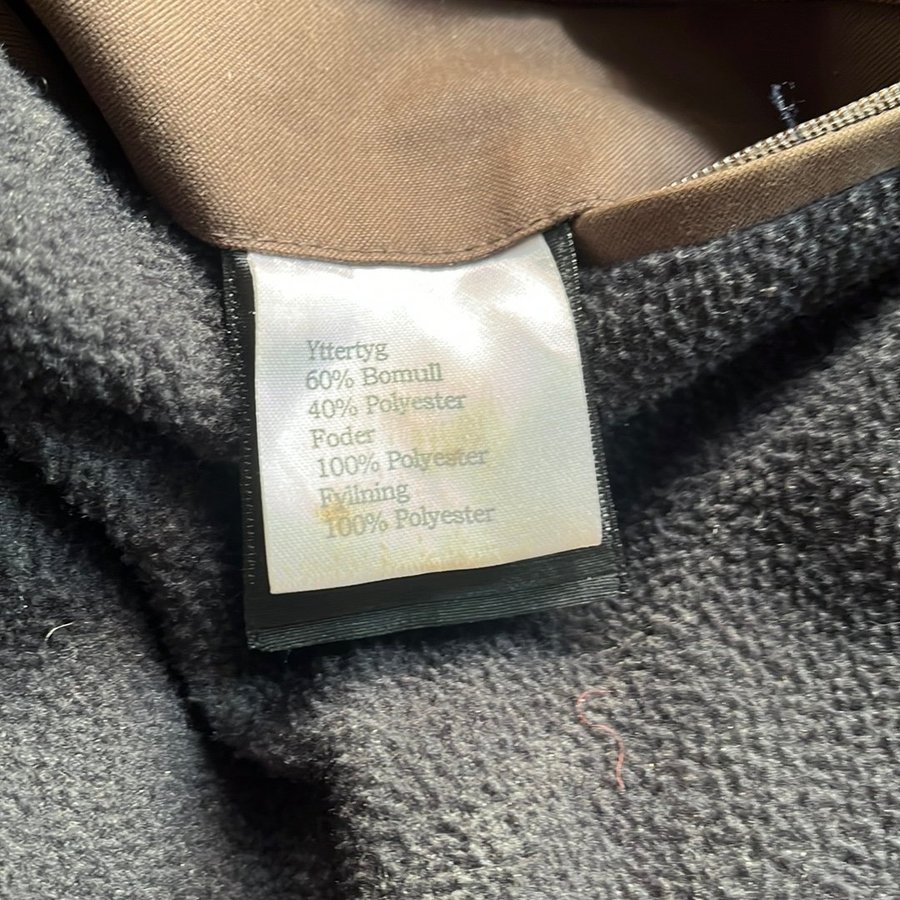 Yttertyg
60% Bomull
40% Polyester
Foder
100% Polyester
Fyllning
100% Polyester